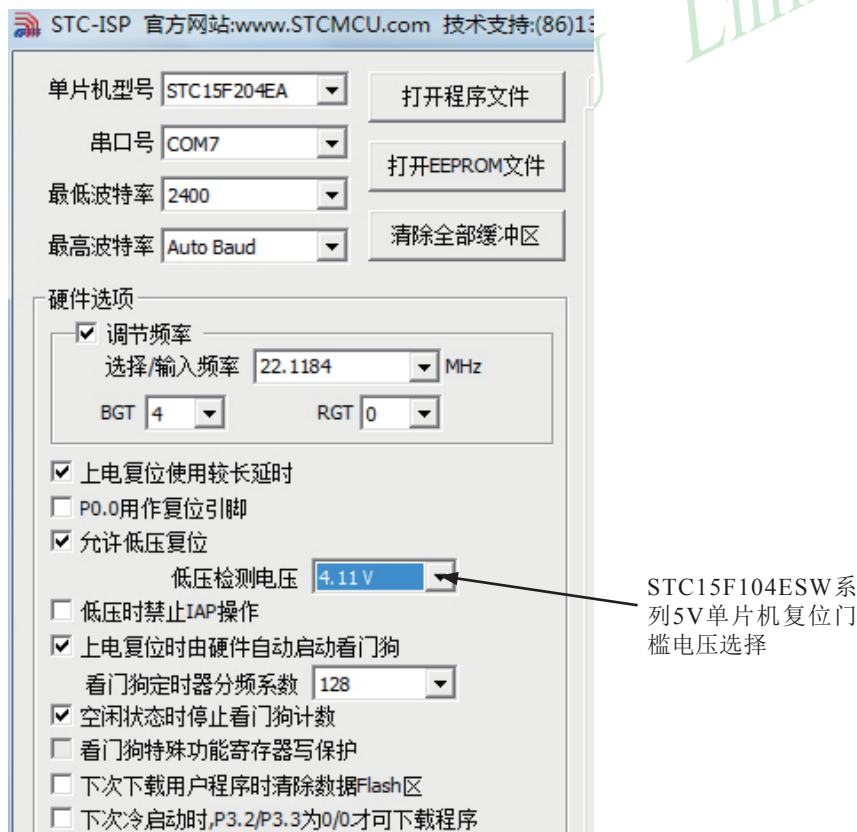 STC-ISP 官方网站:www.STCMCU.com 技术支持:(86)13
单片机型号 STC15F204EA
打开程序文件
串口号 COM7
打开EEPROM文件
最低波特率 2400
最高波特率 Auto Baud
清除全部缓冲区
硬件选项
调节频率
选择/输入频率 22.1184 MHz
BGT 4 RGT 0
上电复位使用较长延时
P0.0用作复位引脚
允许低压复位
低压检测电压 4.11 V
低压时禁止IAP操作
上电复位时由硬件自动启动看门狗
看门狗定时器分频系数 128
空闲状态时停止看门狗计数
看门狗特殊功能寄存器写保护
下次下载用户程序时清除数据Flash区
下次冷启动时,P3.2/P3.3为0/0才可下载程序
STC15F104ESW系
列5V单片机复位门
槛电压选择